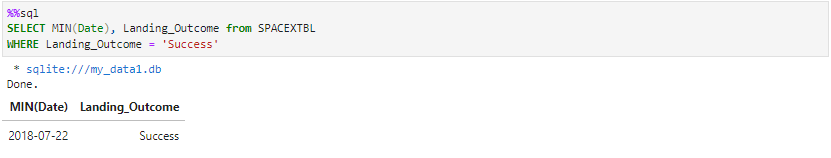 %%sql
SELECT MIN(Date), Landing_Outcome from SPACEXTBL
WHERE Landing_Outcome = 'Success'
* sqlite:///my_data1.db
Done.
MIN(Date) Landing_Outcome
2018-07-22 Success